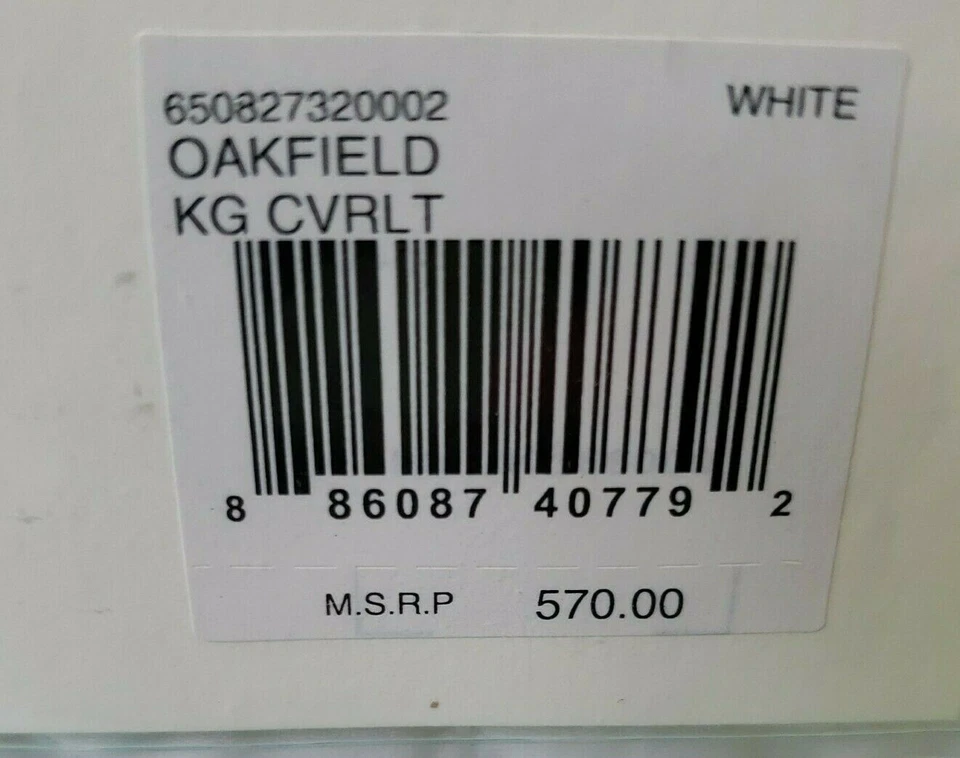 650827320002 WHITE
OAKFIELD
KG CVRLT
8 86087 40779 2
M.S.R.P 570.00